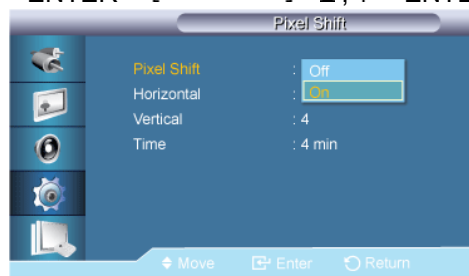 Pixel Shift
Pixel Shift : Off
Horizontal : On
Vertical : 4
Time : 4 min
Move Enter Return